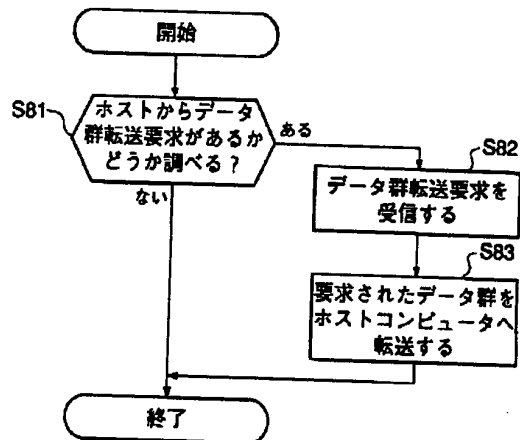 開始
S81
ホストからデータ
群転送要求があるか
どうか調べる？
ある
ない
S82
データ群転送要求を
受信する
S83
要求されたデータ群を
ホストコンピュータへ
転送する
終了